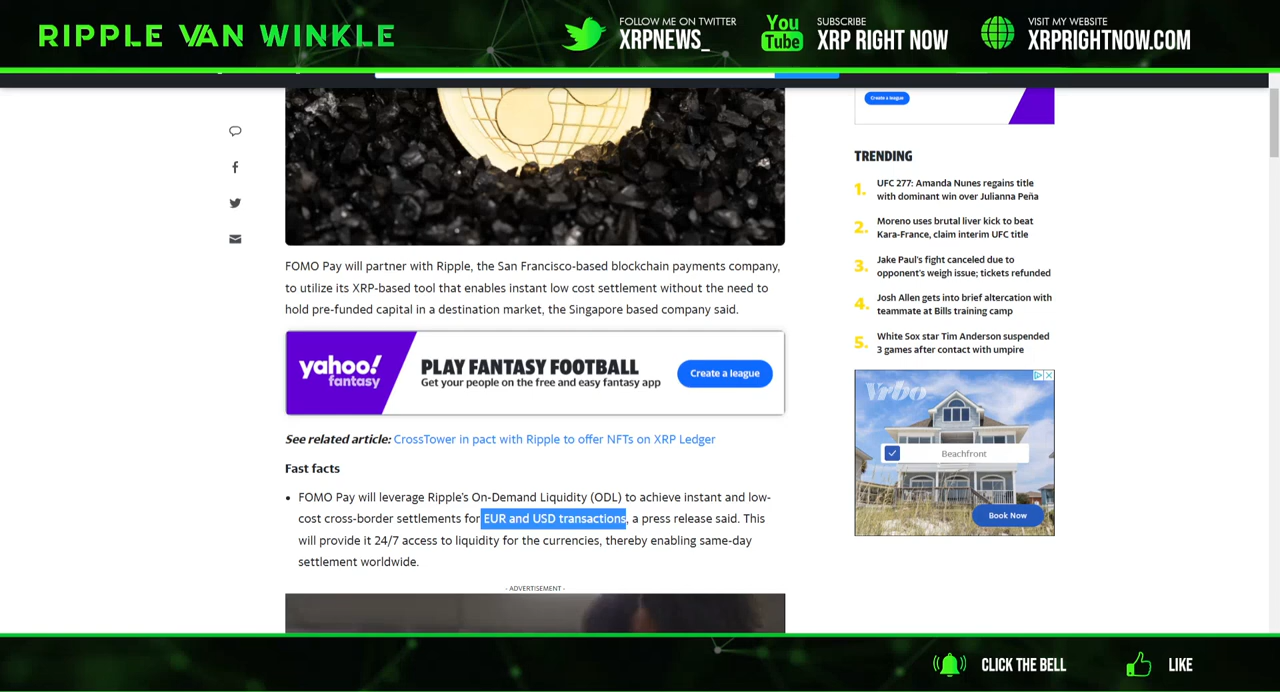 RIPPLE VAN WINKLE
FOLLOW ME ON TWITTER
XRPNEWS_
You
Tube
SUBSCRIBE
XRP RIGHT NOW
VISIT MY WEBSITE
XRPRIGHTNOW.COM
Create a league
FOMO Pay will partner with Ripple, the San Francisco-based blockchain payments company,
to utilize its XRP-based tool that enables instant low cost settlement without the need to
hold pre-funded capital in a destination market, the Singapore based company said.
yahoo!
fantasy
PLAY FANTASY FOOTBALL
Get your people on the free and easy fantasy app
Create a league
See related article: CrossTower in pact with Ripple to offer NFTs on XRP Ledger
Fast facts
• FOMO Pay will leverage Ripple's On-Demand Liquidity (ODL) to achieve instant and low-
cost cross-border settlements for EUR and USD transactions, a press release said. This
will provide it 24/7 access to liquidity for the currencies, thereby enabling same-day
settlement worldwide.
- ADVERTISEMENT -
TRENDING
1. UFC 277: Amanda Nunes regains title
with dominant win over Julianna Peña
2. Moreno uses brutal liver kick to beat
Kara-France, claim interim UFC title
3. Jake Paul's fight canceled due to
opponent's weigh issue; tickets refunded
4. Josh Allen gets into brief altercation with
teammate at Bills training camp
5. White Sox star Tim Anderson suspended
3 games after contact with umpire
Vrbo
Beachfront
Book Now
CLICK THE BELL
LIKE